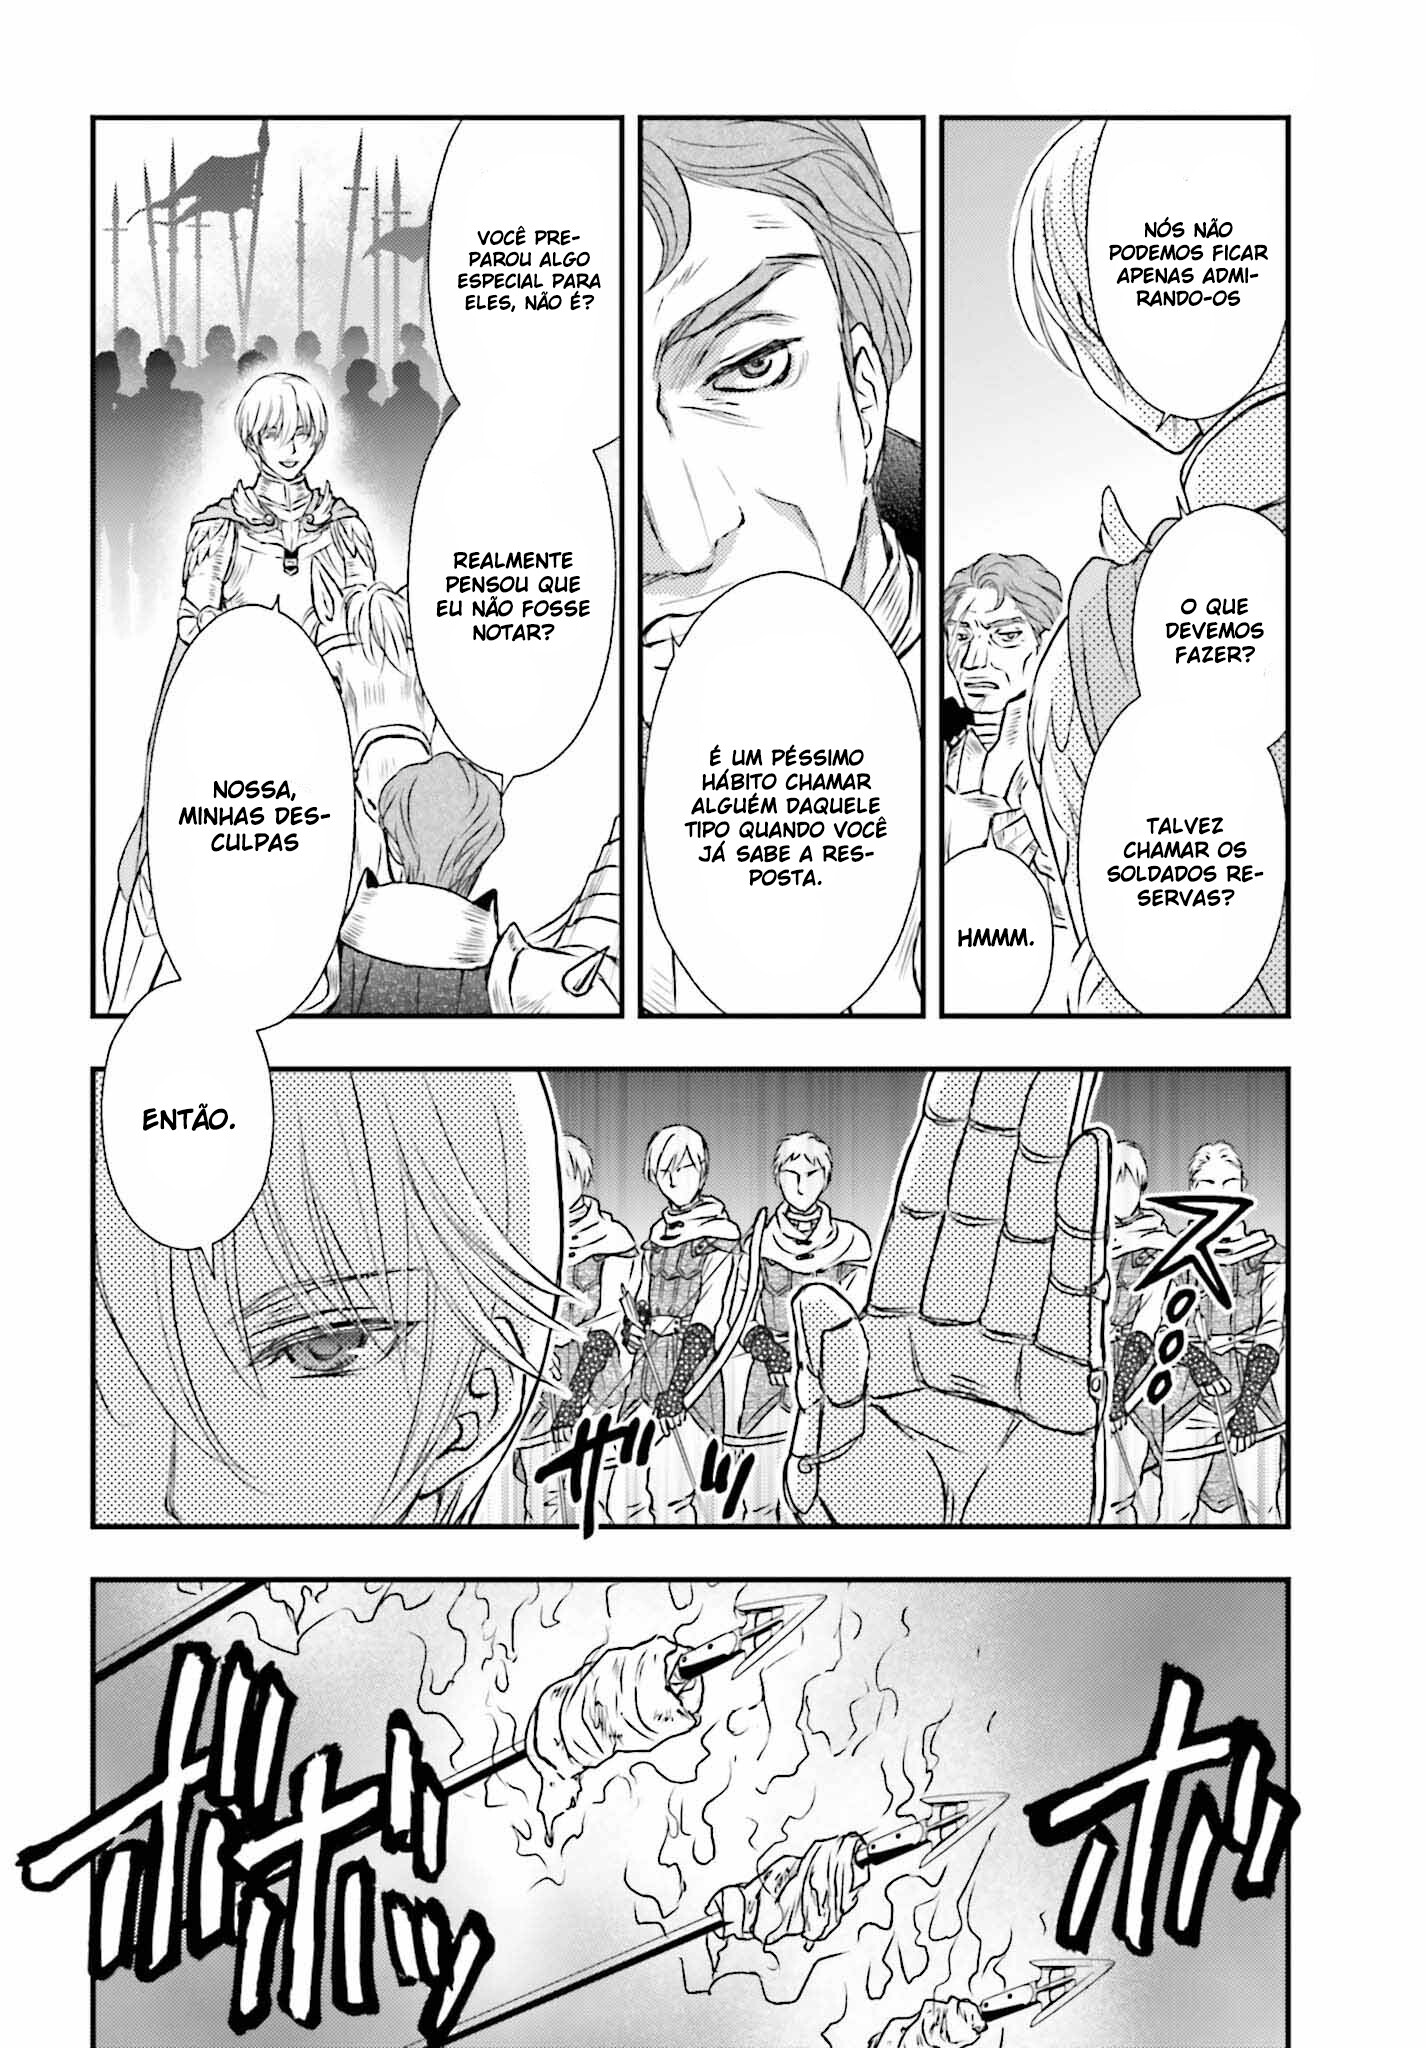 NÓS NÃO
PODEMOS FICAR
APENAS ADMI-
RANDO-OS
O QUE
DEVEMOS
FAZER?
TALVEZ
CHAMAR OS
SOLDADOS RE-
SERVAS?
HMMM.
É UM PÉSSIMO
HÁBITO CHAMAR
ALGUÉM DAQUELE
TIPO QUANDO VOCÊ
JÁ SABE A RES-
POSTA.
VOCÊ PRE-
PAROU ALGO
ESPECIAL PARA
ELES, NÃO É?
REALMENTE
PENSOU QUE
EU NÃO FOSSE
NOTAR?
NOSSA,
MINHAS DES-
CULPAS
ENTÃO.
ス。。。
ザッ
ボッ
ボボッ